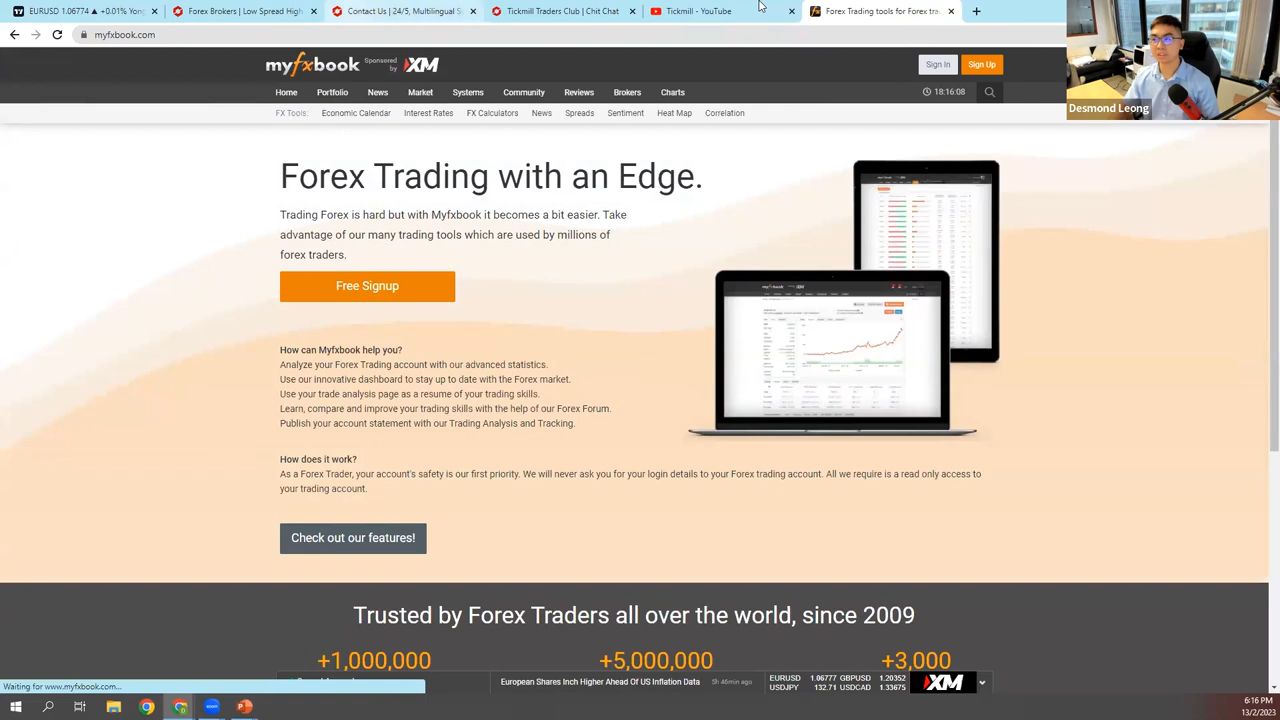 EURUSD 1.06774 ▲ +0.01% Yong
Forex Brokers | Low Spread High
Contact Us | 24/5, Multilingual Su
Tickmill Traders Club | Chit Chat
Tickmill - YouTube
Forex Trading tools for Forex tra
myfxbook.com
myfxbook
Sponsored by
XM
Sign In
Sign Up
Home
Portfolio
News
Market
Systems
Community
Reviews
Brokers
Charts
18:16:08
Desmond Leong
FX Tools:
Economic Calendar
Interest Rates
FX Calculators
News
Spreads
Sentiment
Heat Map
Correlation
Forex Trading with an Edge.
Trading Forex is hard but with Myfxbook it becomes a bit easier. Take
advantage of our many trading tools which are used by millions of
forex traders.
Free Signup
How can Myfxbook help you?
Analyze your Forex Trading account with our advanced statistics.
Use our innovative dashboard to stay up to date with the Forex market.
Use your trade analysis page as a resume of your trading skills.
Learn, compare and improve your trading skills with the help of our Forex Forum.
Publish your account statement with our Trading Analysis and Tracking.
How does it work?
As a Forex Trader, your account's safety is our first priority. We will never ask you for your login details to your Forex trading account. All we require is a read only access to
your trading account.
Check out our features!
Trusted by Forex Traders all over the world, since 2009
+1,000,000
+5,000,000
+3,000
European Shares Inch Higher Ahead Of US Inflation Data
5h 46min ago
EURUSD 1.06777 GBPUSD 1.20352
USDJPY 132.71 USDCAD 1.33675
XM
Waiting for www.myfxbook.com...
6:16 PM
13/2/2023